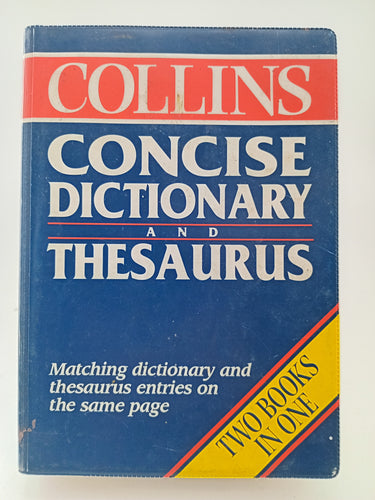 COLLINS
CONCISE
DICTIONARY
AND
THESAURUS
Matching dictionary and
thesaurus entries on
the same page
TWO BOOKS
IN ONE